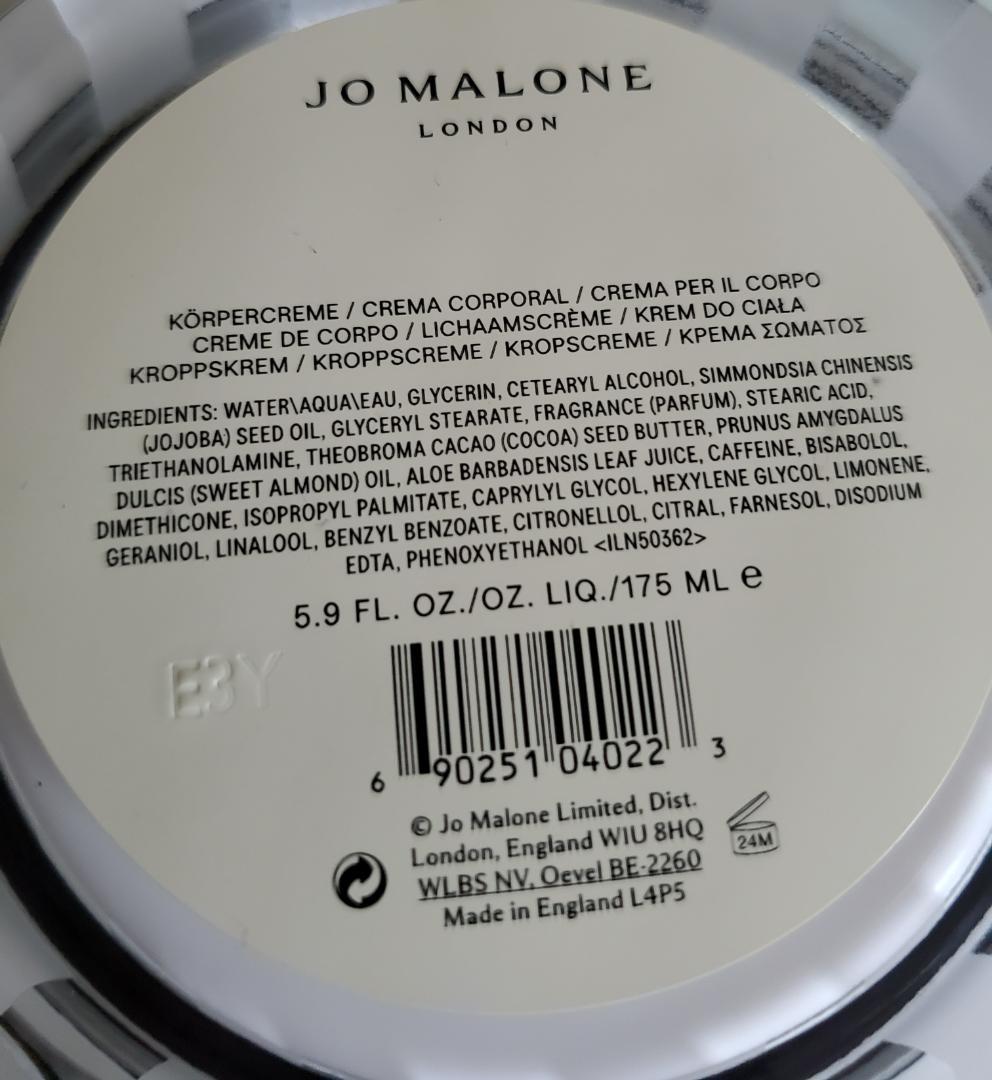 JO MALONE
LONDON
KÖRPERCREME / CREMA CORPORAL / CREMA PER IL CORPO
CREME DE CORPO / LICHAAMSCRÈME / KREM DO CIAŁA
KROPPSKREM / KROPPSCREME / KROPSCREME / ΚΡΕΜΑ ΣΩΜΑΤΟΣ
INGREDIENTS: WATER\AQUA\EAU, GLYCERIN, CETEARYL ALCOHOL, SIMMONDSIA CHINENSIS
(JOJOBA) SEED OIL, GLYCERYL STEARATE, FRAGRANCE (PARFUM), STEARIC ACID,
TRIETHANOLAMINE, THEOBROMA CACAO (COCOA) SEED BUTTER, PRUNUS AMYGDALUS
DULCIS (SWEET ALMOND) OIL, ALOE BARBADENSIS LEAF JUICE, CAFFEINE, BISABOLOL,
DIMETHICONE, ISOPROPYL PALMITATE, CAPRYLYL GLYCOL, HEXYLENE GLYCOL, LIMONENE,
GERANIOL, LINALOOL, BENZYL BENZOATE, CITRONELLOL, CITRAL, FARNESOL, DISODIUM
EDTA, PHENOXYETHANOL <ILN50362>
5.9 FL. OZ./OZ. LIQ./175 ML e
E3Y
6 90251 04022 3
© Jo Malone Limited, Dist.
London, England W1U 8HQ
WLBS NV, Oevel BE-2260
Made in England L4P5
24M